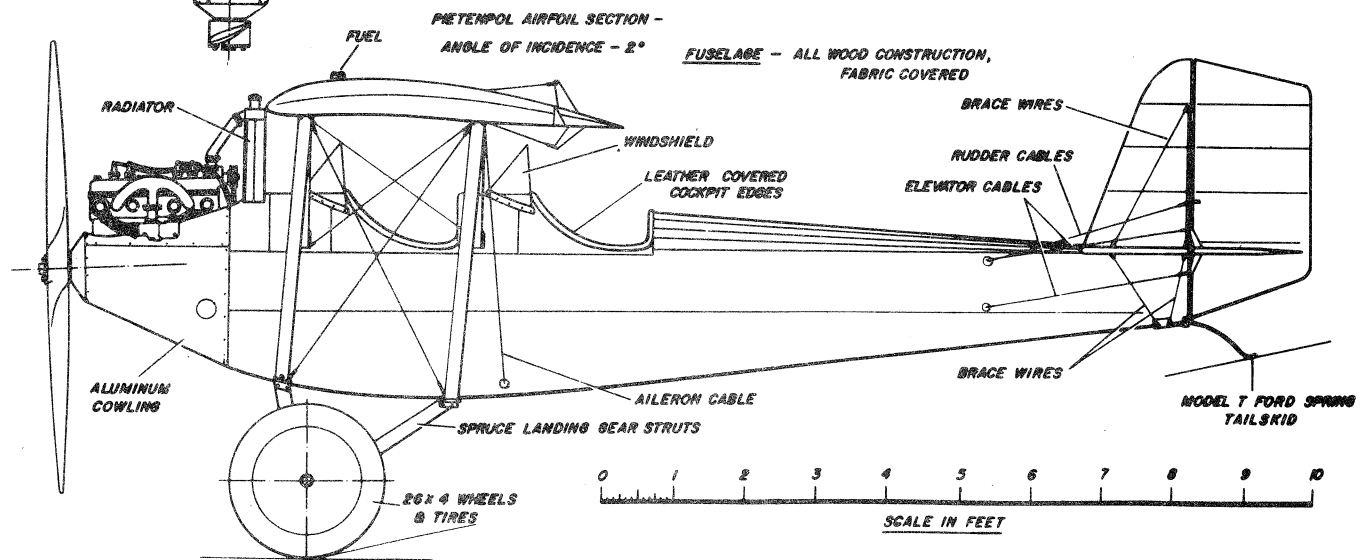 PIETENPOL AIRFOIL SECTION -
ANGLE OF INCIDENCE - 2°
FUEL
FUSELAGE - ALL WOOD CONSTRUCTION,
FABRIC COVERED
RADIATOR
BRACE WIRES
WINDSHIELD
RUDDER CABLES
LEATHER COVERED
COCKPIT EDGES
ELEVATOR CABLES
ALUMINUM
COWLING
AILERON CABLE
BRACE WIRES
MODEL T FORD SPRING
TAILSKID
SPRUCE LANDING GEAR STRUTS
26 X 4 WHEELS
& TIRES
0 1 2 3 4 5 6 7 8 9 10
SCALE IN FEET